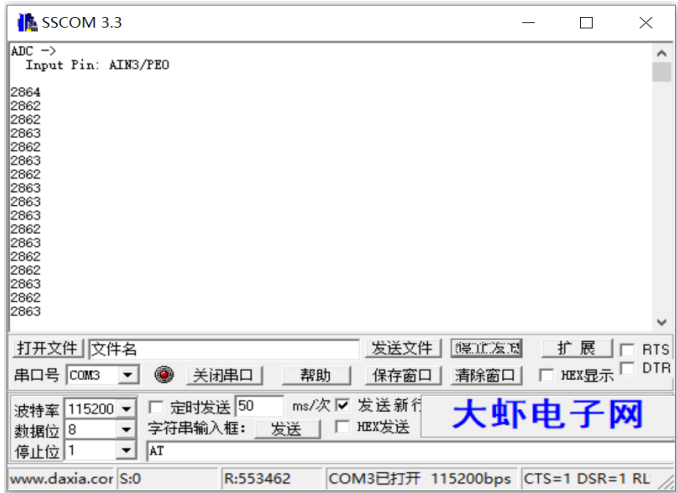 SSCOM 3.3
ADC ->
Input Pin: AIN3/PE0
2864
2862
2862
2863
2862
2863
2862
2863
2863
2863
2862
2863
2862
2862
2863
2862
2863
打开文件 文件名 发送文件 扩 展 RTS
串口号 COM3 关闭串口 帮助 保存窗口 清除窗口 HEX显示 DTR
波特率 115200 定时发送 50 ms/次 发送新行
数据位 8 字符串输入框: 发送 HEX发送
大虾电子网
停止位 1 AT
www.daxia.cor S:0 R:553462 COM3已打开 115200bps CTS=1 DSR=1 RL